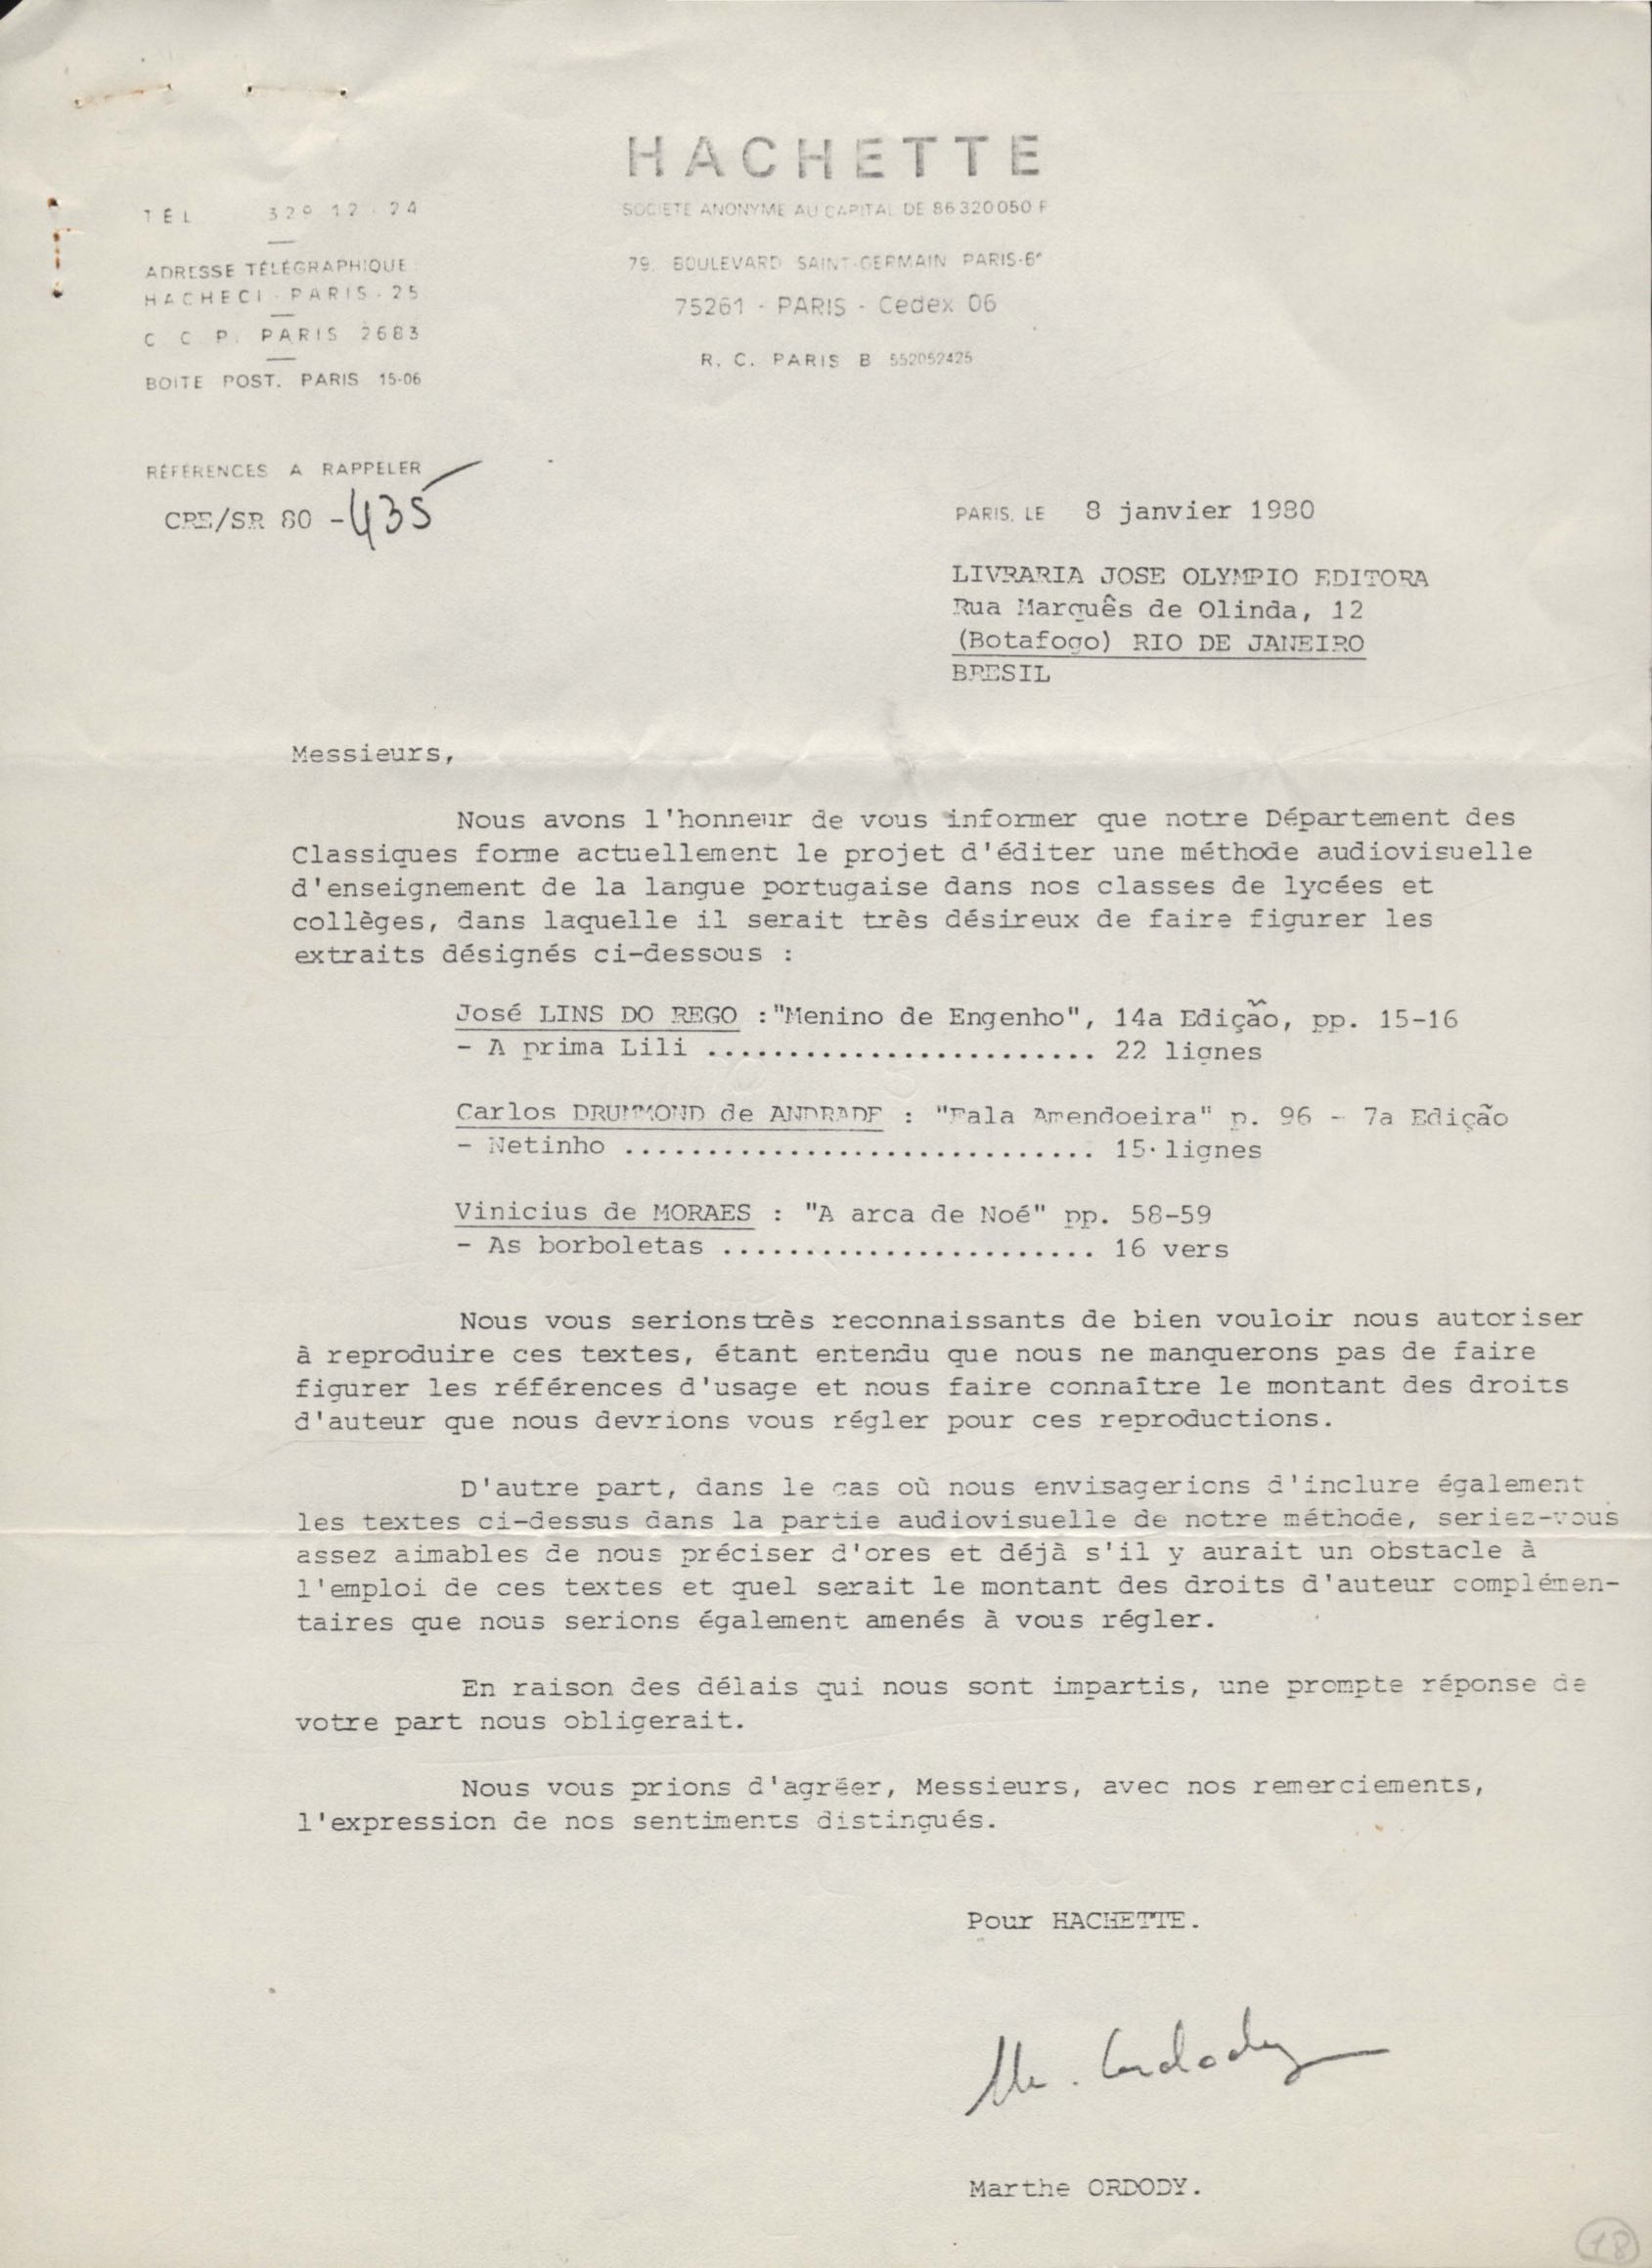 HACHETTE
SOCIETE ANONYME AU CAPITAL DE 86320050 F
79, BOULEVARD SAINT-GERMAIN PARIS-6e
75261 - PARIS - Cedex 06
R. C. PARIS B 552052425
TEL
ADRESSE TÉLÉGRAPHIQUE
HACHECI - PARIS - 25
C C P. PARIS 2683
BOITE POST. PARIS 15-06
RÉFÉRENCES A RAPPELER
CRE/SR 80 -435
PARIS, LE 8 janvier 1980
LIVRARIA JOSE OLYMPIO EDITORA
Rua Marquês de Olinda, 12
(Botafogo) RIO DE JANEIRO
BRESIL
Messieurs,
Nous avons l'honneur de vous informer que notre Département des
Classiques forme actuellement le projet d'éditer une méthode audiovisuelle
d'enseignement de la langue portugaise dans nos classes de lycées et
collèges, dans laquelle il serait très désireux de faire figurer les
extraits désignés ci-dessous :
José LINS DO REGO :"Menino de Engenho", 14a Edição, pp. 15-16
- A prima Lili ........................ 22 lignes
Carlos DRUMMOND de ANDRADE : "Fala Amendoeira" p. 96 - 7a Edição
- Netinho ............................. 15 lignes
Vinicius de MORAES : "A arca de Noé" pp. 58-59
- As borboletas ....................... 16 vers
Nous vous serionstrès reconnaissants de bien vouloir nous autoriser
à reproduire ces textes, étant entendu que nous ne manquerons pas de faire
figurer les références d'usage et nous faire connaître le montant des droits
d'auteur que nous devrions vous régler pour ces reproductions.
D'autre part, dans le cas où nous envisagerions d'inclure également
les textes ci-dessus dans la partie audiovisuelle de notre méthode, seriez-vous
assez aimables de nous préciser d'ores et déjà s'il y aurait un obstacle à
l'emploi de ces textes et quel serait le montant des droits d'auteur complémen-
taires que nous serions également amenés à vous régler.
En raison des délais qui nous sont impartis, une prompte réponse de
votre part nous obligerait.
Nous vous prions d'agréer, Messieurs, avec nos remerciements,
l'expression de nos sentiments distingués.
Pour HACHETTE.
M. Ordody
Marthe ORDODY.
18